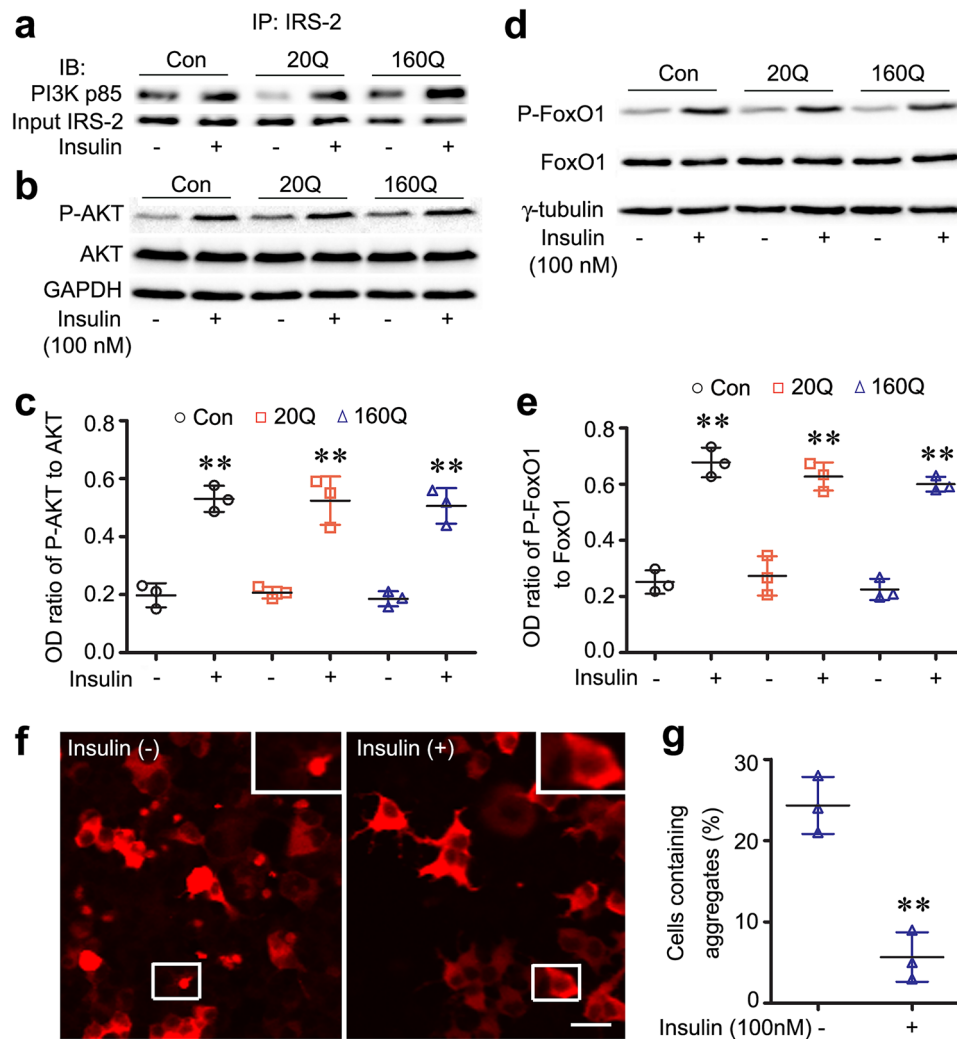 a
IP: IRS-2
IB:
Con 20Q 160Q
PI3K p85
Input IRS-2
Insulin - + - + - +
b
Con 20Q 160Q
P-AKT
AKT
GAPDH
Insulin - + - + - +
(100 nM)
c
Con 20Q 160Q
OD ratio of P-AKT to AKT
0.8
0.6
0.4
0.2
0.0
** ** **
Insulin - + - + - +
d
Con 20Q 160Q
P-FoxO1
FoxO1
γ-tubulin
Insulin - + - + - +
(100 nM)
e
Con 20Q 160Q
OD ratio of P-FoxO1
to FoxO1
0.8
0.6
0.4
0.2
0.0
** ** **
Insulin - + - + - +
f
Insulin (-)
Insulin (+)
g
Cells containing
aggregates (%)
30
20
10
0
**
Insulin (100nM) - +